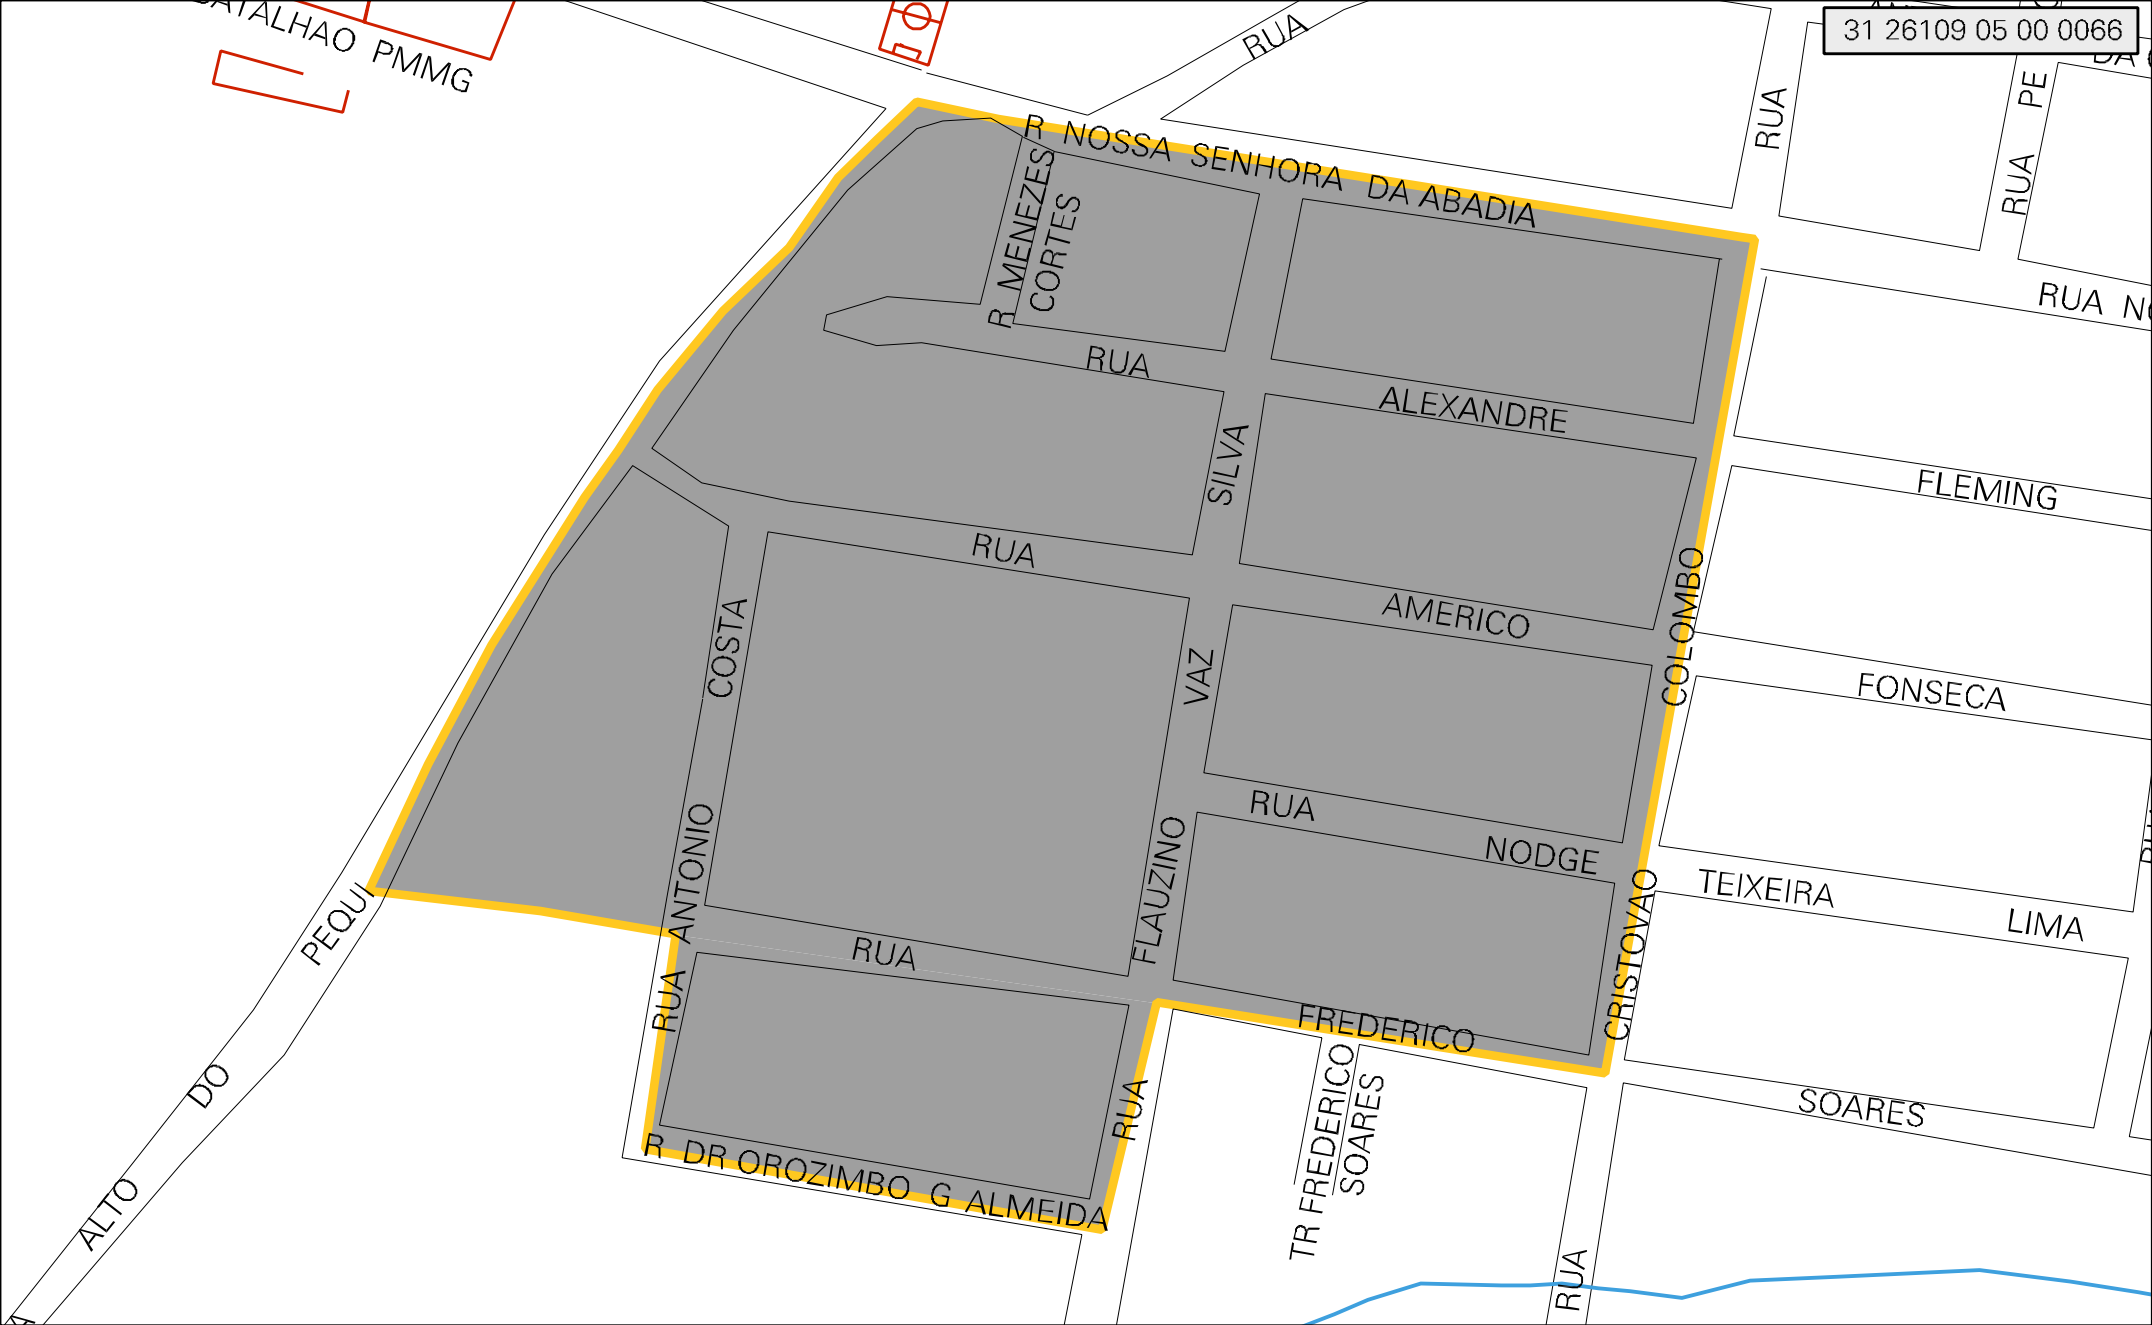 BATALHAO PMMG
RUA
31 26109 05 00 0066
RUA
RUA PE
DA
R NOSSA SENHORA DA ABADIA
R MENEZES
CORTES
RUA
RUA ALEXANDRE
FLEMING
SILVA
RUA AMERICO
FONSECA
COSTA
VAZ
COLOMBO
RUA NODGE
TEIXEIRA LIMA
ANTONIO
FLAUZINO
CRISTOVAO
PEQUI
RUA
FREDERICO
RUA
RUA
SOARES
DO
TR FREDERICO
SOARES
R DR OROZIMBO G ALMEIDA
ALTO
RUA